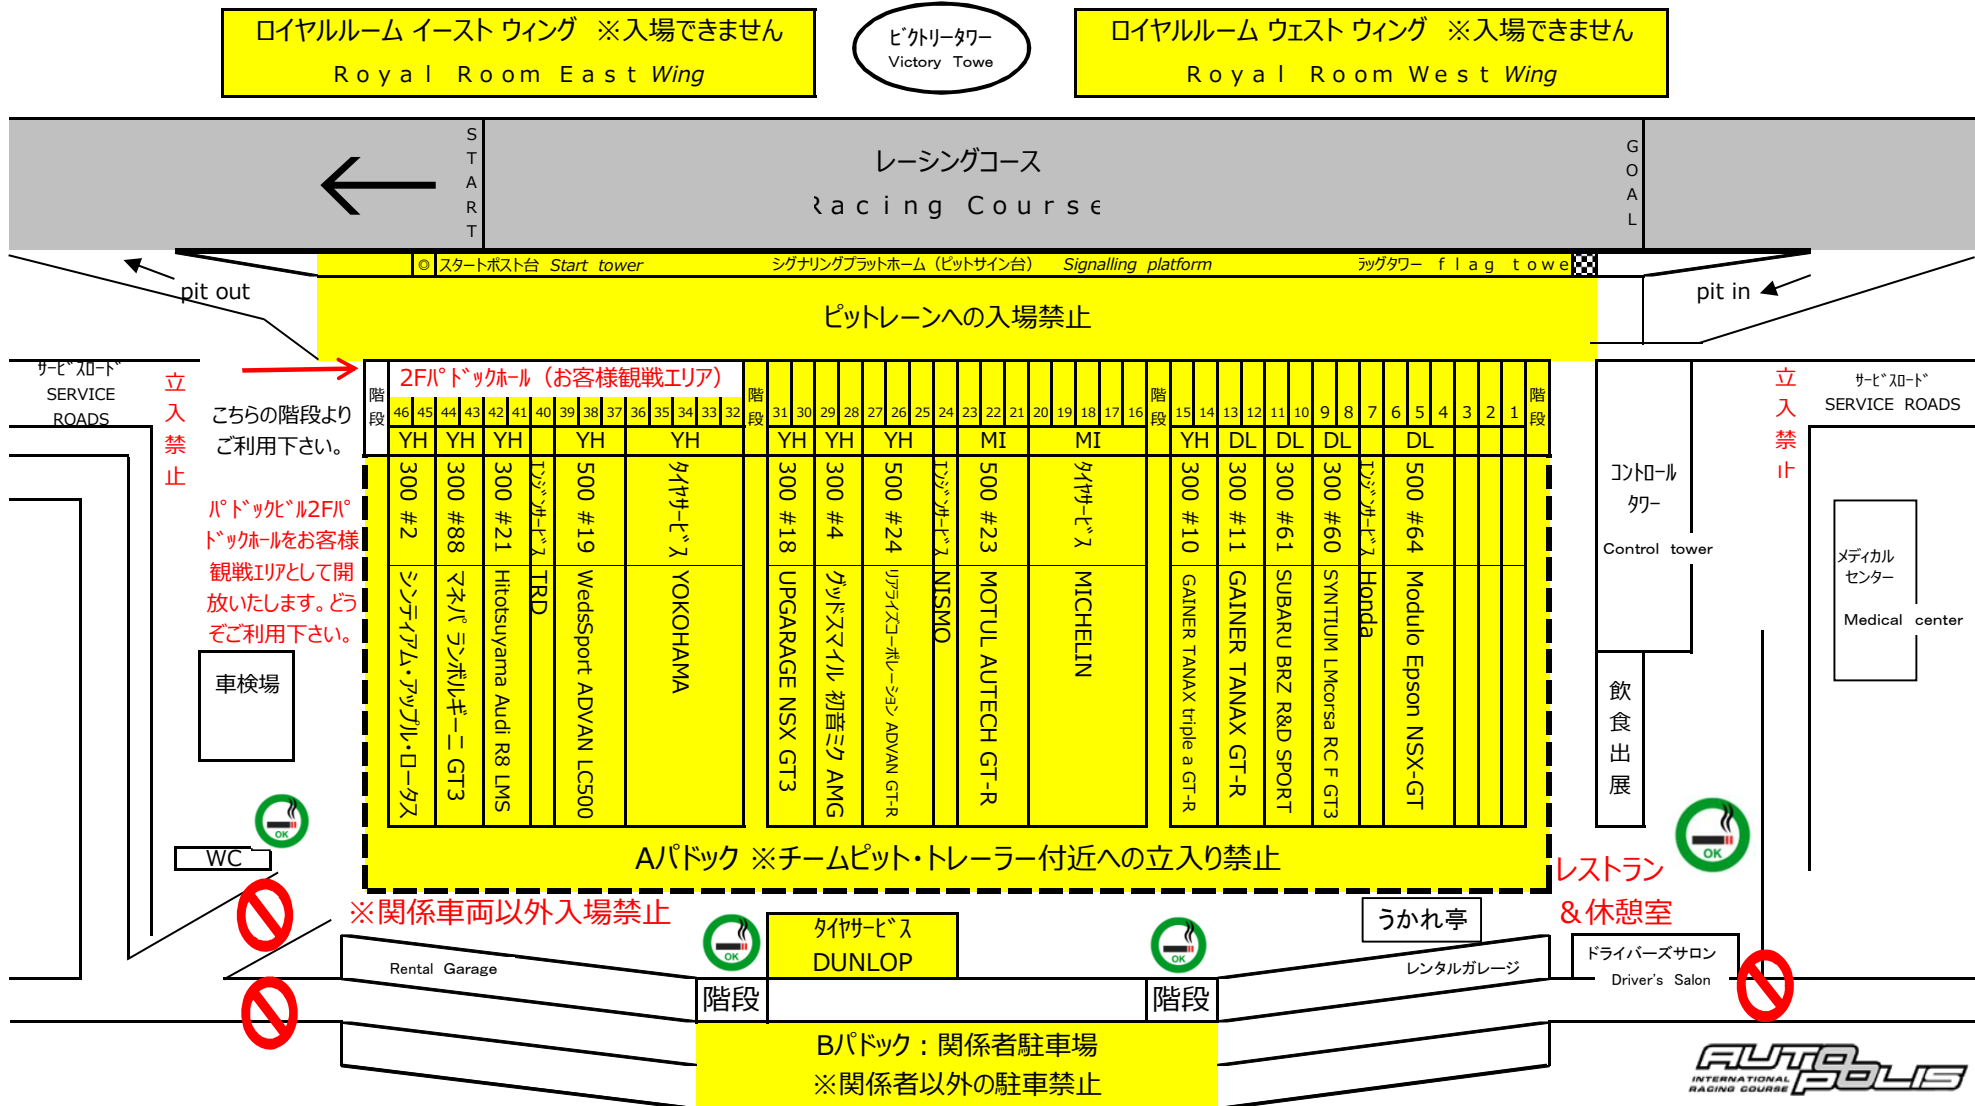 ロイヤルルーム イースト ウィング ※入場できません
Royal Room East Wing
ビクトリータワー
Victory Towe
ロイヤルルーム ウェスト ウィング ※入場できません
Royal Room West Wing
START
レーシングコース
Racing Course
GOAL
◎ スタートポスト台 Start tower
シグナリングプラットホーム (ピットサイン台) Signalling platform
ラッグタワー flag towe
pit out
pit in
ピットレーンへの入場禁止
サービスロード
SERVICE
ROADS
立入禁止
こちらの階段より
ご利用下さい。
パドックビル2Fパ
ドックホールをお客様
観戦エリアとして開
放いたします。どう
ぞご利用下さい。
階段
2Fパドックホール (お客様観戦エリア)
階段
階段
階段
46 45 44 43 42 41 40 39 38 37 36 35 34 33 32 31 30 29 28 27 26 25 24 23 22 21 20 19 18 17 16 15 14 13 12 11 10 9 8 7 6 5 4 3 2 1
YH YH YH YH YH YH YH YH MI MI YH DL DL DL DL
300 #2 シンティアム・アップル・ロータス
300 #88 マネパ ランボルギーニ GT3
300 #21 Hitotsuyama Audi R8 LMS
エンジンサービス TRD
500 #19 WedsSport ADVAN LC500
タイヤサービス YOKOHAMA
300 #18 UPGARAGE NSX GT3
300 #4 グッドスマイル 初音ミク AMG
500 #24 リアライズコーポレーション ADVAN GT-R
エンジンサービス NISMO
500 #23 MOTUL AUTECH GT-R
タイヤサービス MICHELIN
300 #10 GAINER TANAX triple a GT-R
300 #11 GAINER TANAX GT-R
300 #61 SUBARU BRZ R&D SPORT
300 #60 SYNTIUM LMcorsa RC F GT3
エンジンサービス Honda
500 #64 Modulo Epson NSX-GT
コントロール
タワー
Control tower
飲食出展
立入禁止
サービスロード
SERVICE ROADS
メディカル
センター
Medical center
車検場
OK
WC
Aパドック ※チームピット・トレーラー付近への立入り禁止
OK
レストラン
&休憩室
※関係車両以外入場禁止
OK
タイヤサービス
DUNLOP
OK
うかれ亭
Rental Garage
レンタルガレージ
ドライバーズサロン
Driver's Salon
階段
階段
Bパドック:関係者駐車場
※関係者以外の駐車禁止
AUTOPOLIS
INTERNATIONAL
RACING COURSE